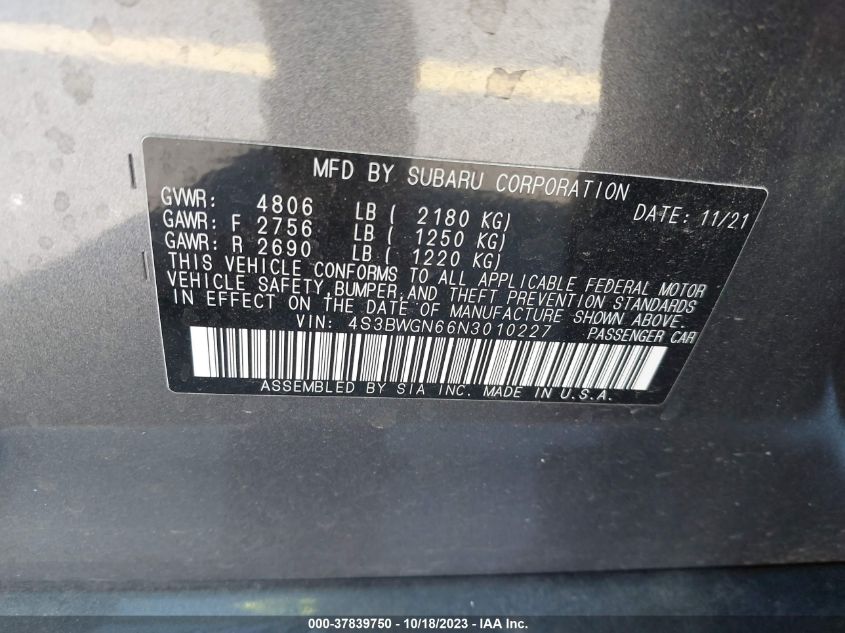 MFD BY SUBARU CORPORATION
GVWR: 4806 LB ( 2180 KG) DATE: 11/21
GAWR: F 2756 LB ( 1250 KG)
GAWR: R 2690 LB ( 1220 KG)
THIS VEHICLE CONFORMS TO ALL APPLICABLE FEDERAL MOTOR
VEHICLE SAFETY, BUMPER, AND THEFT PREVENTION STANDARDS
IN EFFECT ON THE DATE OF MANUFACTURE SHOWN ABOVE.
VIN: 4S3BWGN66N3010227 PASSENGER CAR
ASSEMBLED BY SIA INC. MADE IN U.S.A.
000-37839750 - 10/18/2023 - IAA Inc.